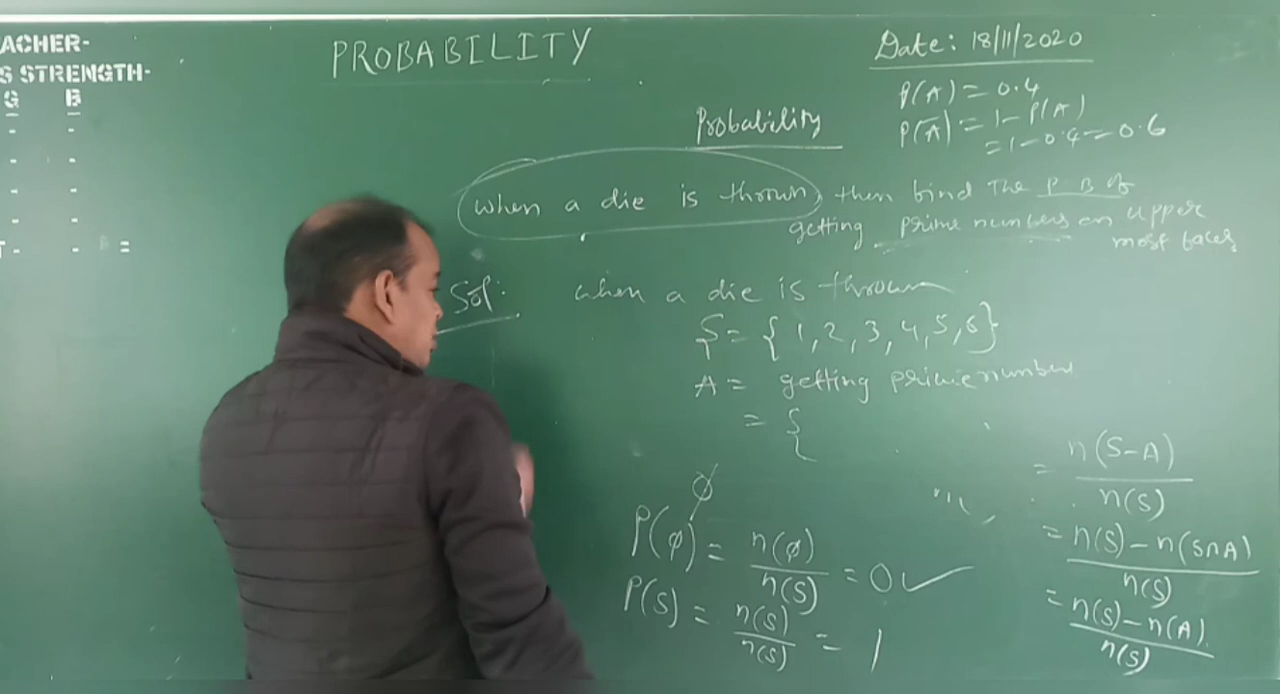 ACHER-
S STRENGTH-
G B
PROBABILITY
Date: 18/11/2020
P(A) = 0.4
P(A̅) = 1 - P(A)
= 1 - 0.4 = 0.6
Probability
when a die is thrown, then find the P B of
getting prime numbers on upper
most faces
Sol: when a die is thrown
S = { 1, 2, 3, 4, 5, 6 }
A = getting prime number
= {
∅
P(∅) = n(∅) / n(S) = 0 ✓
P(S) = n(S) / n(S) = 1
= n(S-A) / n(S)
= n(S) - n(S∩A) / n(S)
= n(S) - n(A) / n(S)